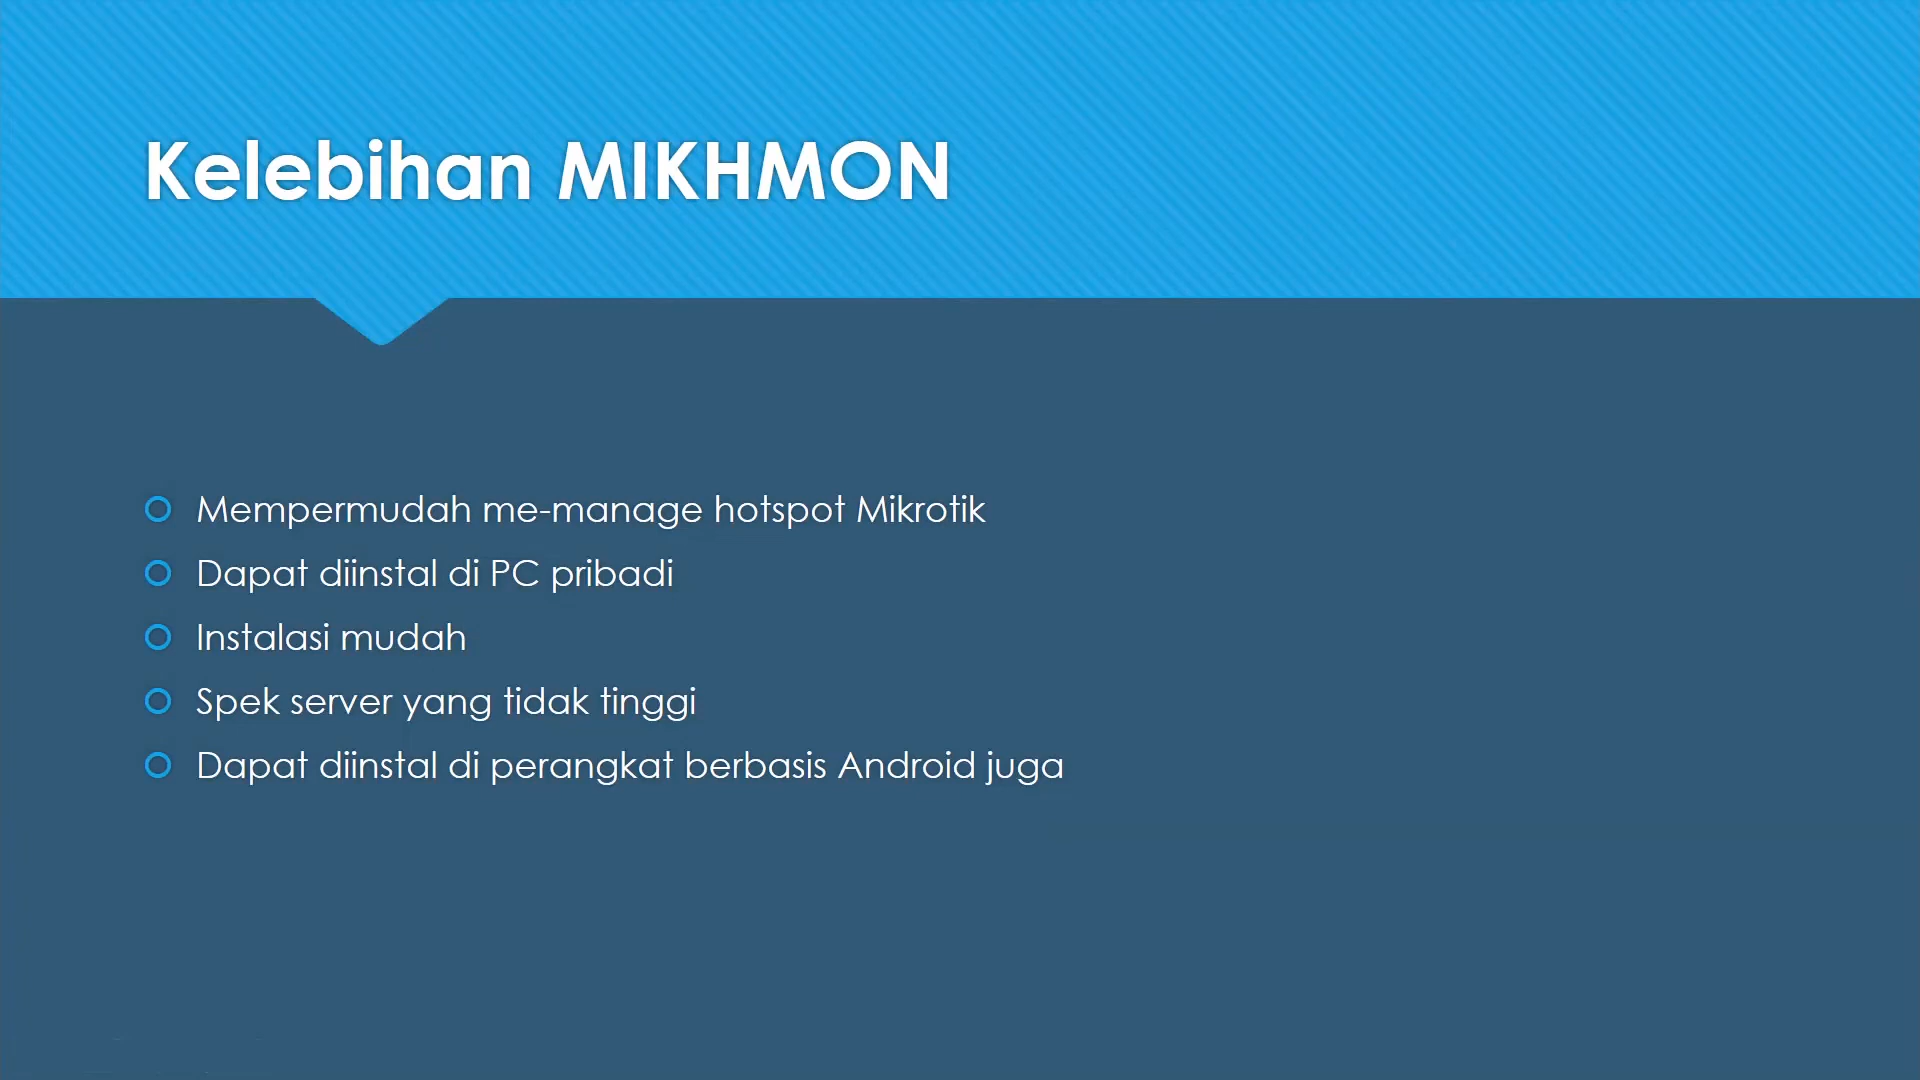 Kelebihan MIKHMON
Mempermudah me-manage hotspot Mikrotik
Dapat diinstal di PC pribadi
Instalasi mudah
Spek server yang tidak tinggi
Dapat diinstal di perangkat berbasis Android juga